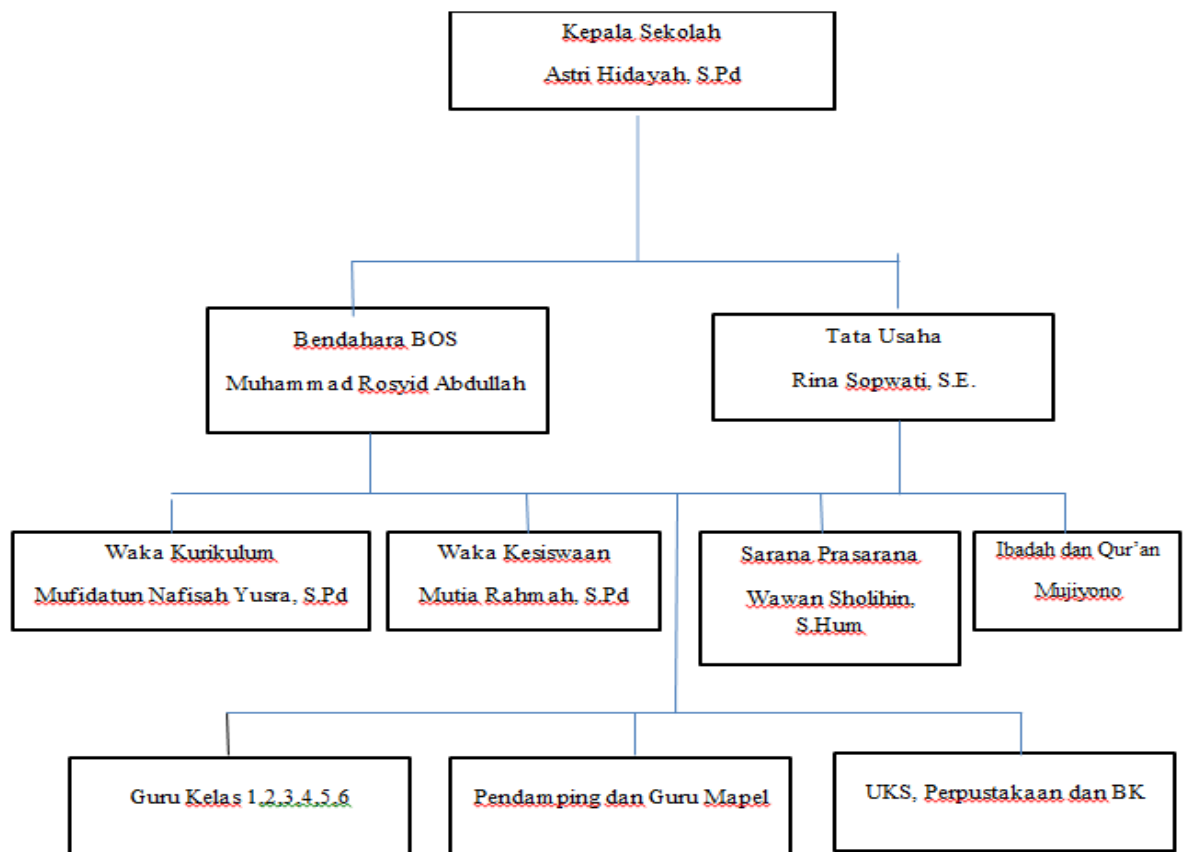 Kepala Sekolah
Astri Hidayah, S.Pd
Bendahara BOS
Muhammad Rosyid Abdullah
Tata Usaha
Rina Sopwati, S.E.
Waka Kurikulum
Mufidatun Nafisah Yusra, S.Pd
Waka Kesiswaan
Mutia Rahmah, S.Pd
Sarana Prasarana
Wawan Sholihin,
S.Hum
Ibadah dan Qur’an
Mujiyono
Guru Kelas 1,2,3,4,5,6
Pendamping dan Guru Mapel
UKS, Perpustakaan dan BK